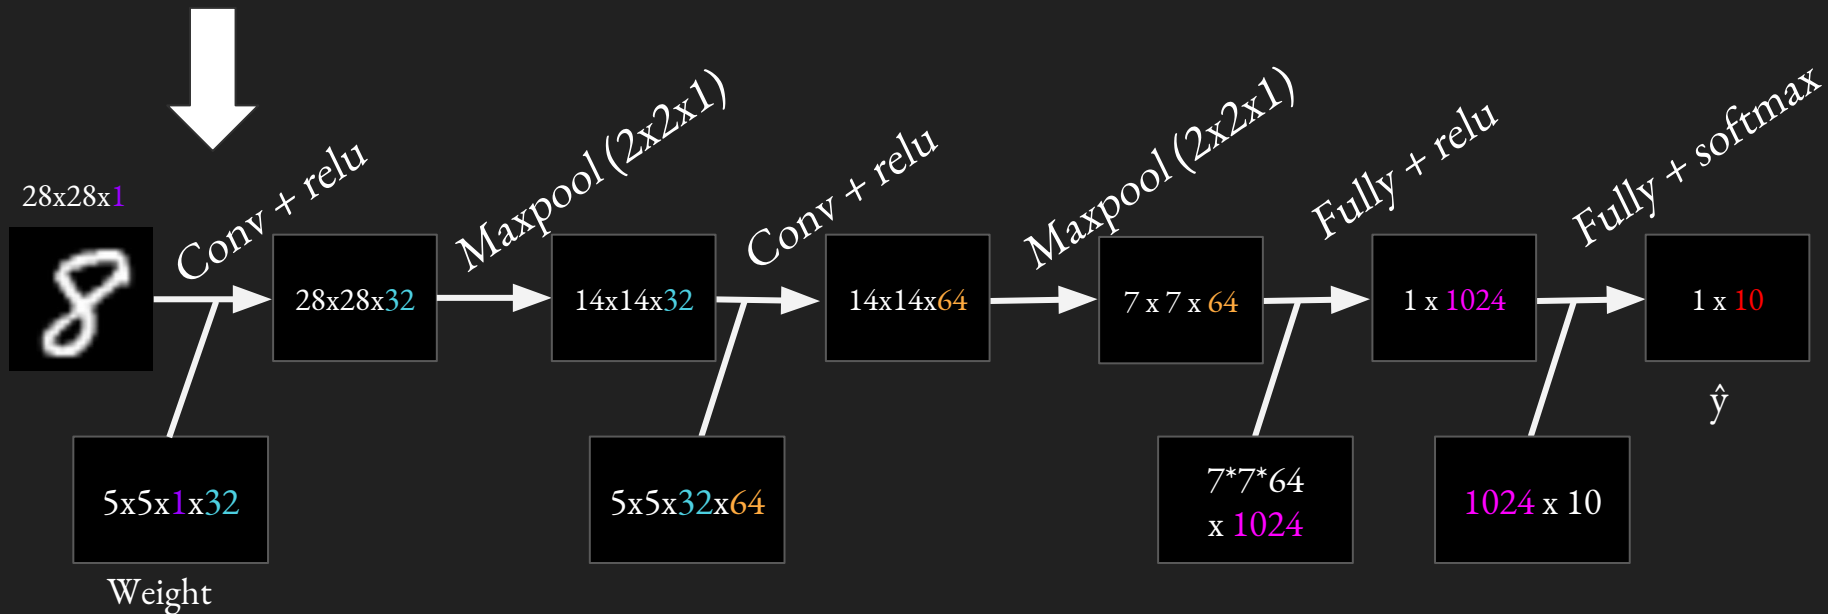 28x28x1
Conv + relu
Maxpool (2x2x1)
Conv + relu
Maxpool (2x2x1)
Fully + relu
Fully + softmax
8
28x28x32
14x14x32
14x14x64
7 x 7 x 64
1 x 1024
1 x 10
ŷ
5x5x1x32
5x5x32x64
7*7*64
x 1024
1024 x 10
Weight